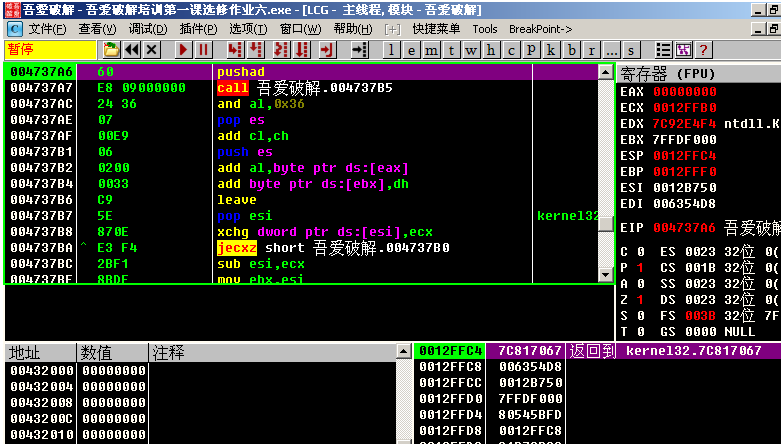 吾爱破解 - 吾爱破解培训第一课选修作业六.exe - [LCG - 主线程, 模块 - 吾爱破解]
C 文件(F) 查看(V) 调试(D) 插件(P) 选项(T) 窗口(W) 帮助(H) [+] 快捷菜单 Tools BreakPoint->
暂停 l e m t w h c P k b r ... s ?
004737A6 60 pushad
004737A7 E8 09000000 call 吾爱破解.004737B5
004737AC 24 36 and al,0x36
004737AE 07 pop es
004737AF 00E9 add cl,ch
004737B1 06 push es
004737B2 0200 add al,byte ptr ds:[eax]
004737B4 0033 add byte ptr ds:[ebx],dh
004737B6 C9 leave
004737B7 5E pop esi kernel32
004737B8 870E xchg dword ptr ds:[esi],ecx
004737BA ^ E3 F4 jecxz short 吾爱破解.004737B0
004737BC 2BF1 sub esi,ecx
004737BE 8BDE mov ebx,esi
寄存器 (FPU)
EAX 00000000
ECX 0012FFB0
EDX 7C92E4F4 ntdll.K
EBX 7FFDF000
ESP 0012FFC4
EBP 0012FFF0
ESI 0012B750
EDI 006354D8
EIP 004737A6 吾爱破解
C 0 ES 0023 32位 0(
P 1 CS 001B 32位 0(
A 0 SS 0023 32位 0(
Z 1 DS 0023 32位 0(
S 0 FS 003B 32位 7F
T 0 GS 0000 NULL
地址 数值 注释
00432000 00000000
00432004 00000000
00432008 00000000
0043200C 00000000
00432010 00000000
0012FFC4 7C817067 返回到 kernel32.7C817067
0012FFC8 006354D8
0012FFCC 0012B750
0012FFD0 7FFDF000
0012FFD4 80545BFD
0012FFD8 0012FFC8